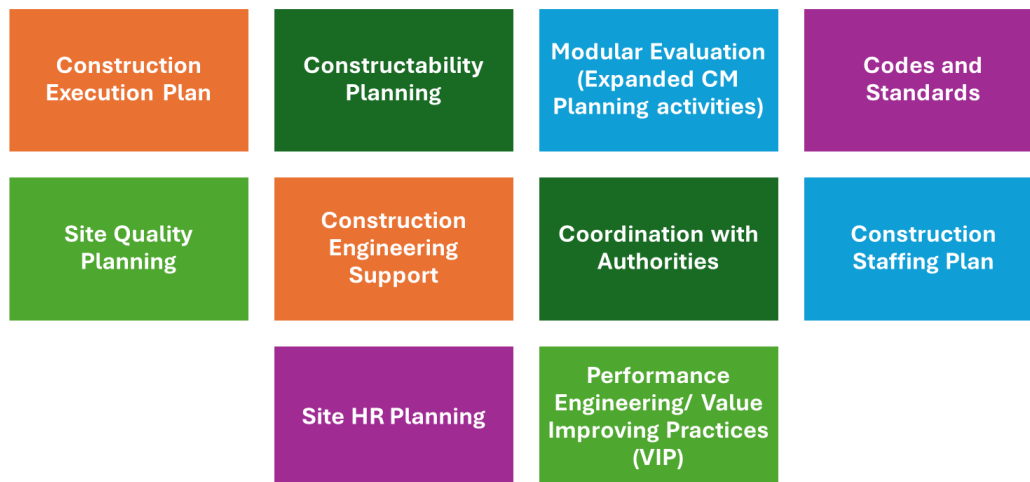 Construction
Execution Plan
Constructability
Planning
Modular Evaluation
(Expanded CM
Planning activities)
Codes and
Standards
Site Quality
Planning
Construction
Engineering
Support
Coordination with
Authorities
Construction
Staffing Plan
Site HR Planning
Performance
Engineering/ Value
Improving Practices
(VIP)